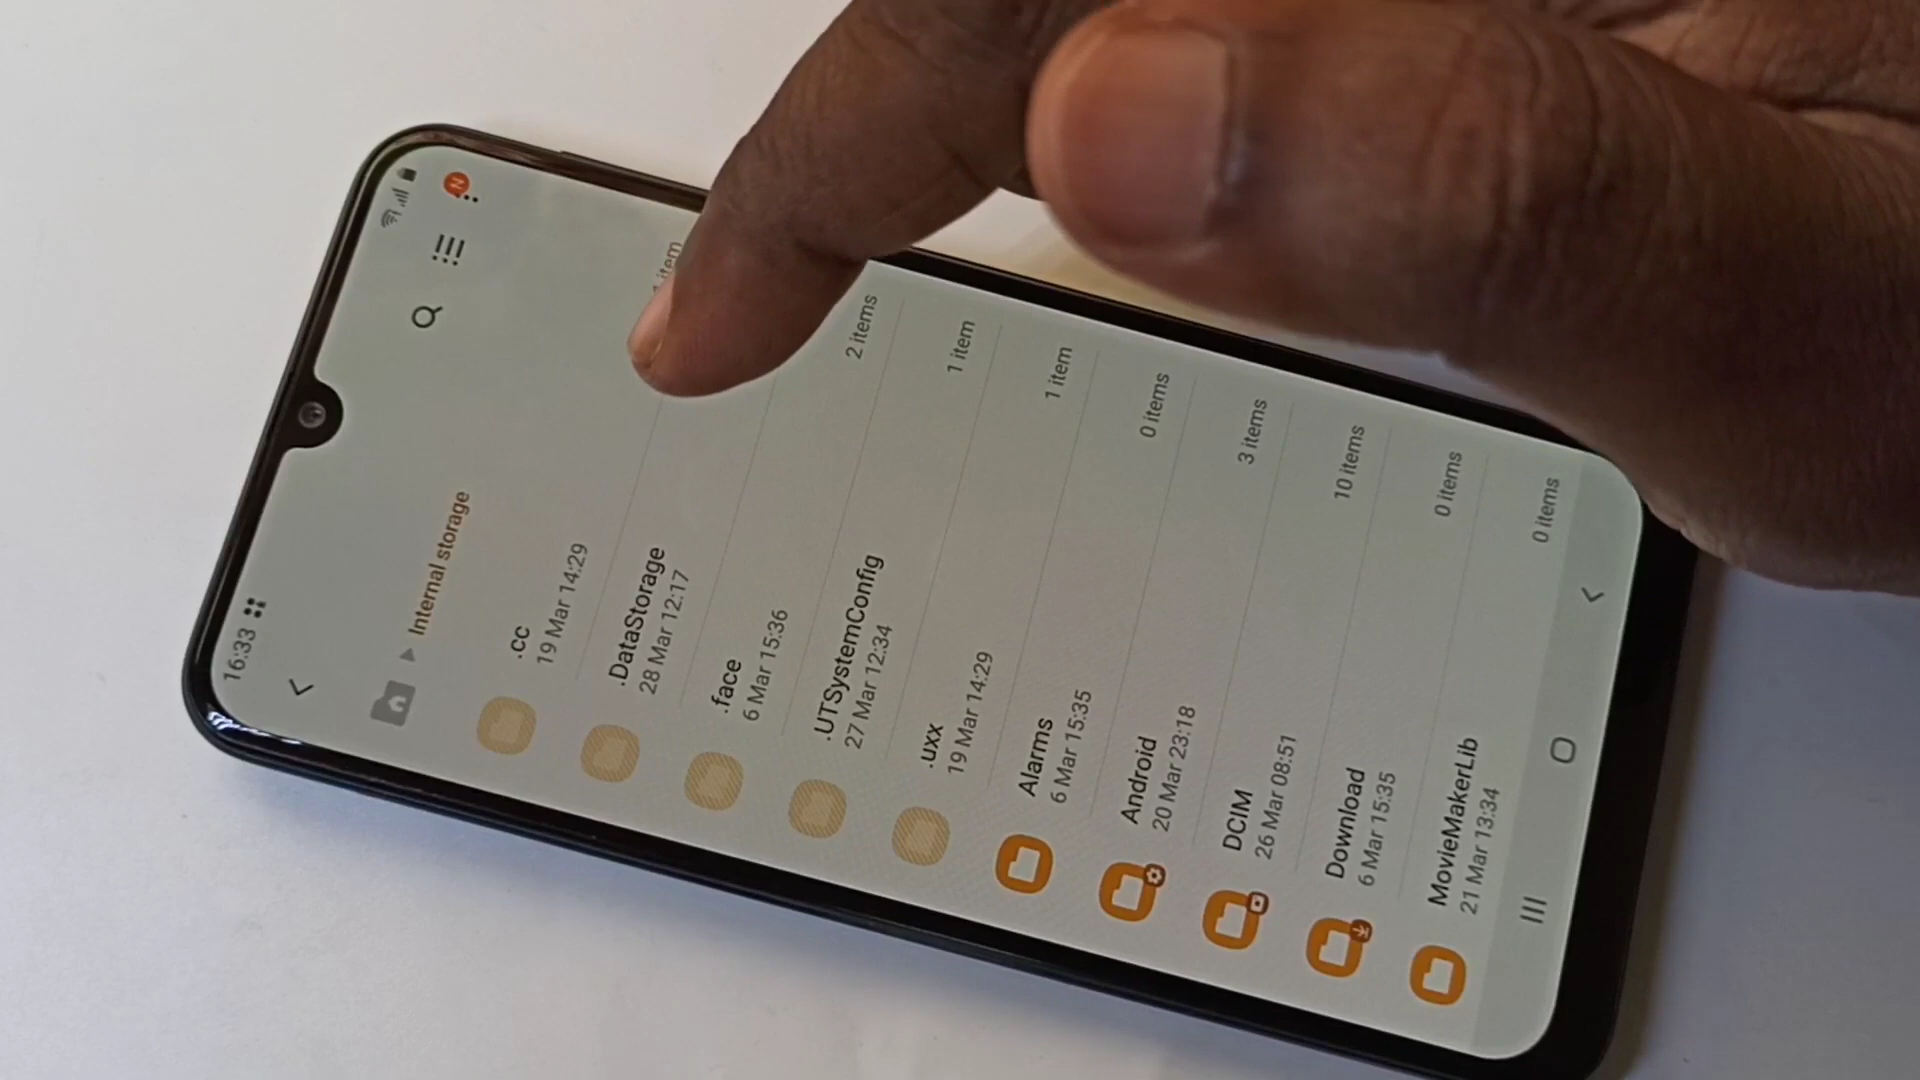 16:33
N
Internal storage
.cc
19 Mar 14:29
1 item
.DataStorage
28 Mar 12:17
.face
6 Mar 15:36
2 items
.UTSystemConfig
27 Mar 12:34
1 item
.uxx
19 Mar 14:29
1 item
Alarms
6 Mar 15:35
0 items
Android
20 Mar 23:18
3 items
DCIM
26 Mar 08:51
10 items
Download
6 Mar 15:35
0 items
MovieMakerLib
21 Mar 13:34
0 items